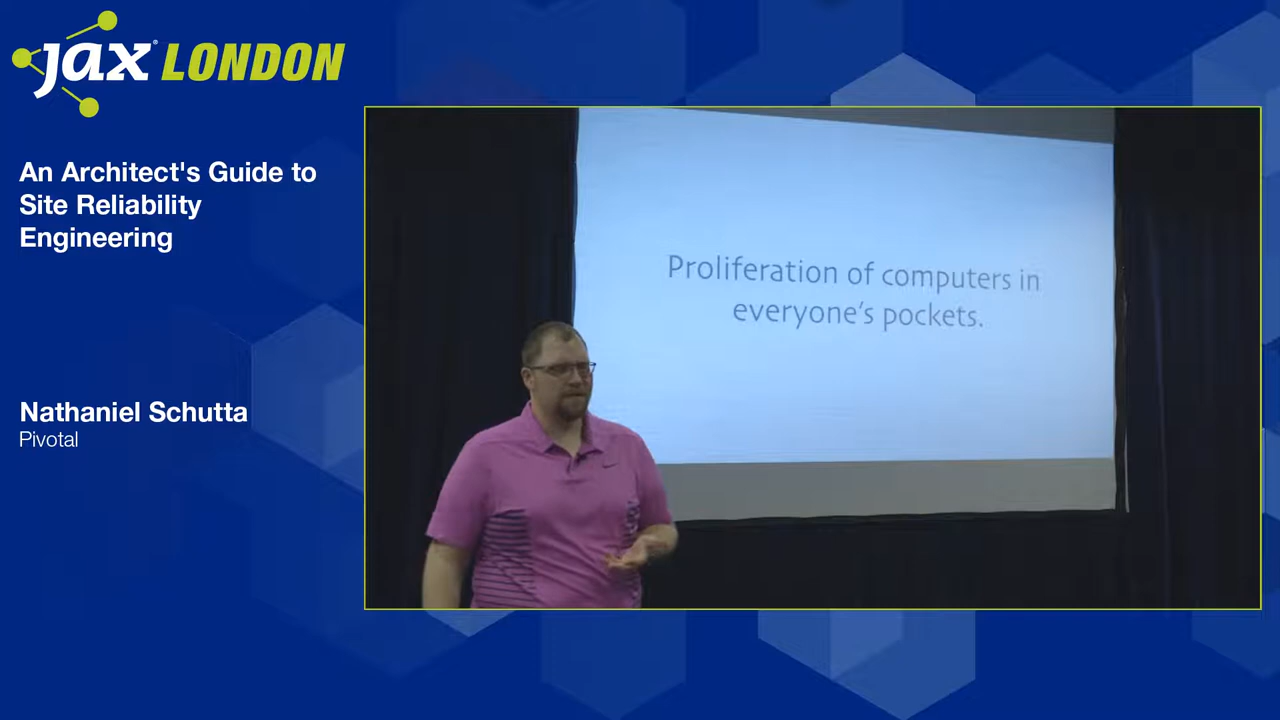 jax LONDON
An Architect's Guide to
Site Reliability
Engineering
Nathaniel Schutta
Pivotal
Proliferation of computers in
everyone's pockets.